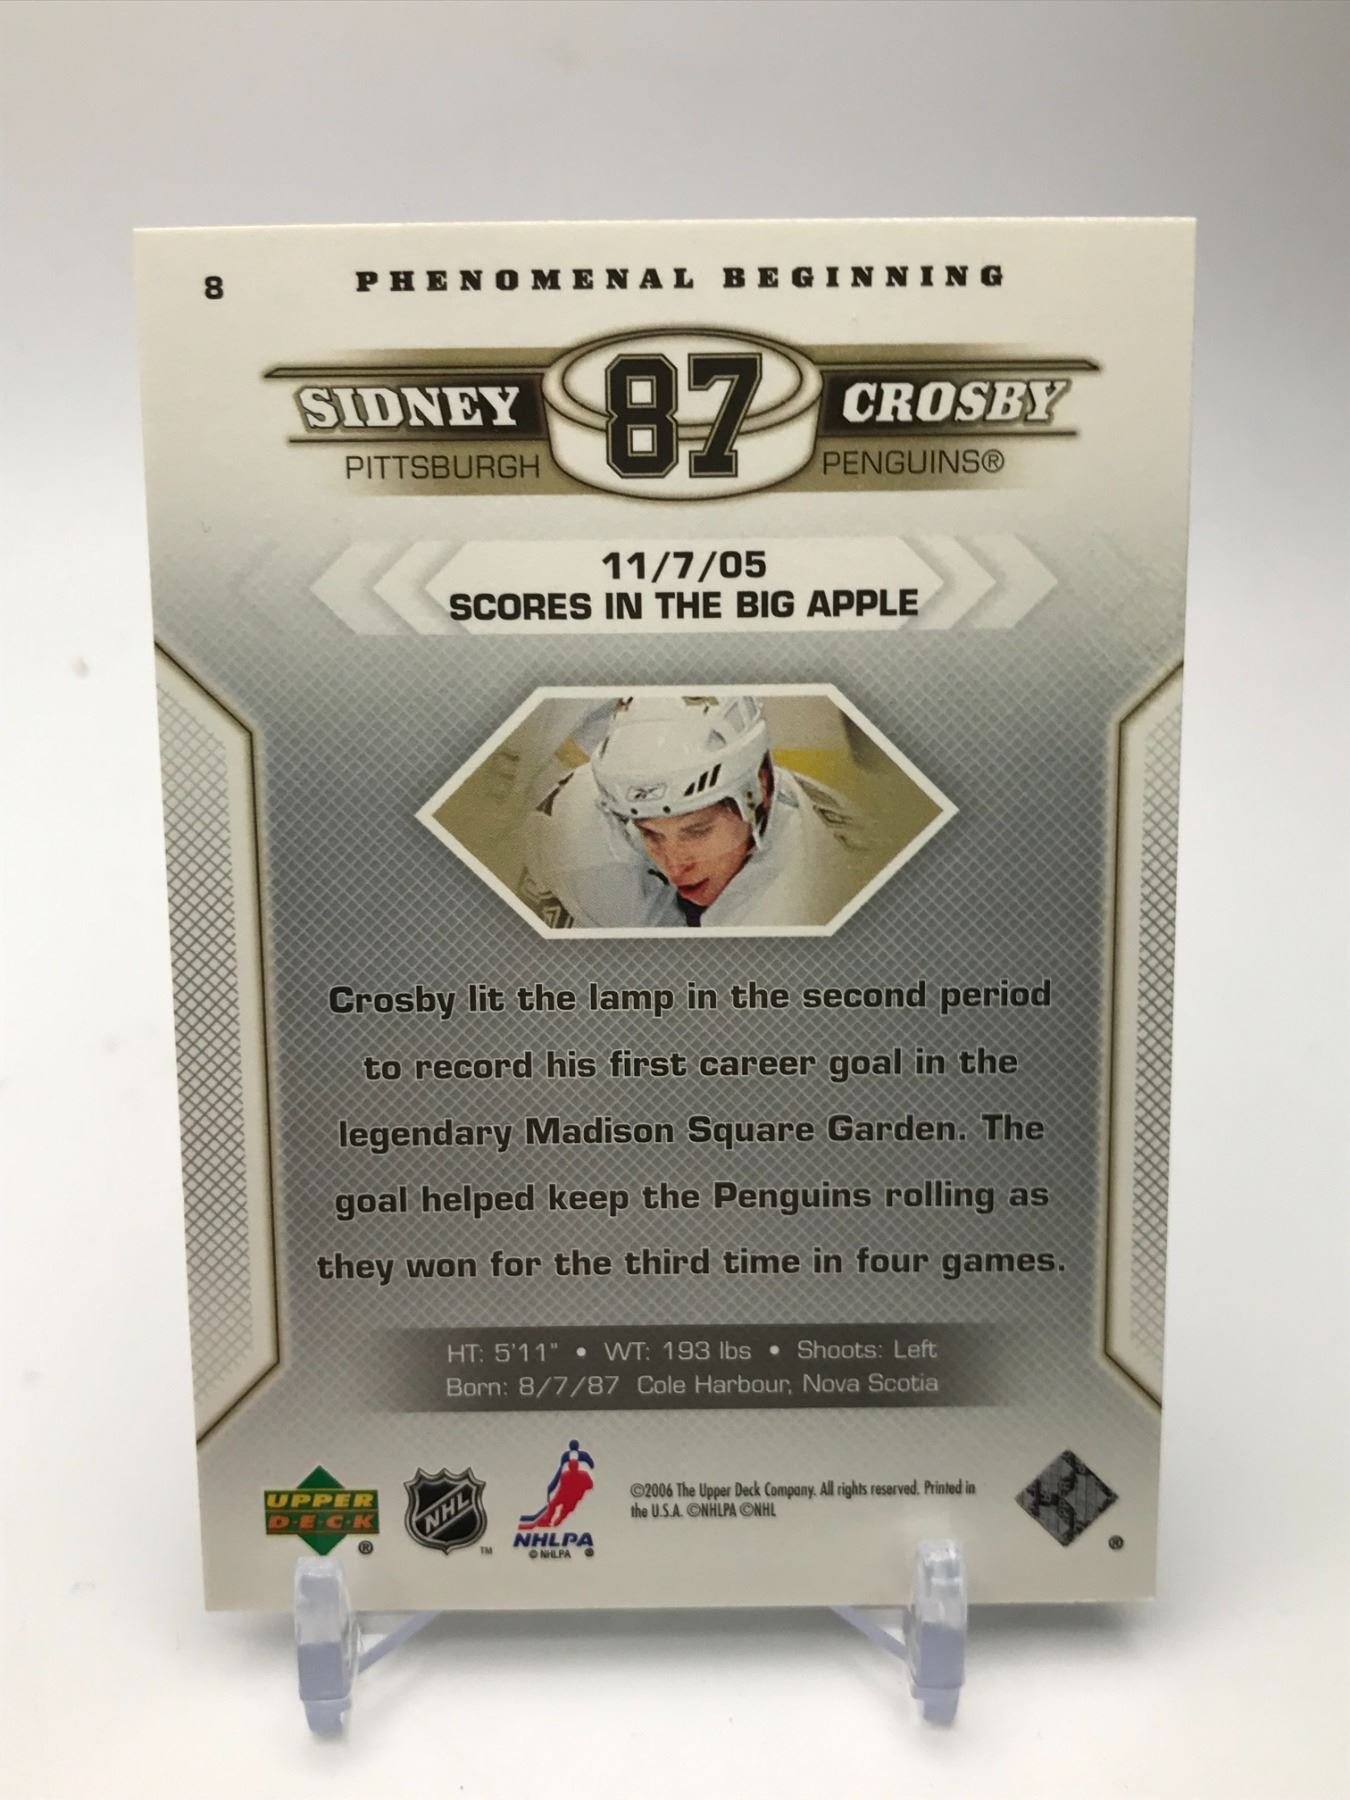 8 PHENOMENAL BEGINNING
SIDNEY 87 CROSBY
PITTSBURGH PENGUINS®
11/7/05
SCORES IN THE BIG APPLE
Crosby lit the lamp in the second period
to record his first career goal in the
legendary Madison Square Garden. The
goal helped keep the Penguins rolling as
they won for the third time in four games.
HT: 5'11" • WT: 193 lbs • Shoots: Left
Born: 8/7/87 Cole Harbour, Nova Scotia
UPPER
D·E·C·K
®
NHL
TM
NHLPA
© NHLPA ®
©2006 The Upper Deck Company. All rights reserved. Printed in
the U.S.A. ©NHLPA ©NHL
®